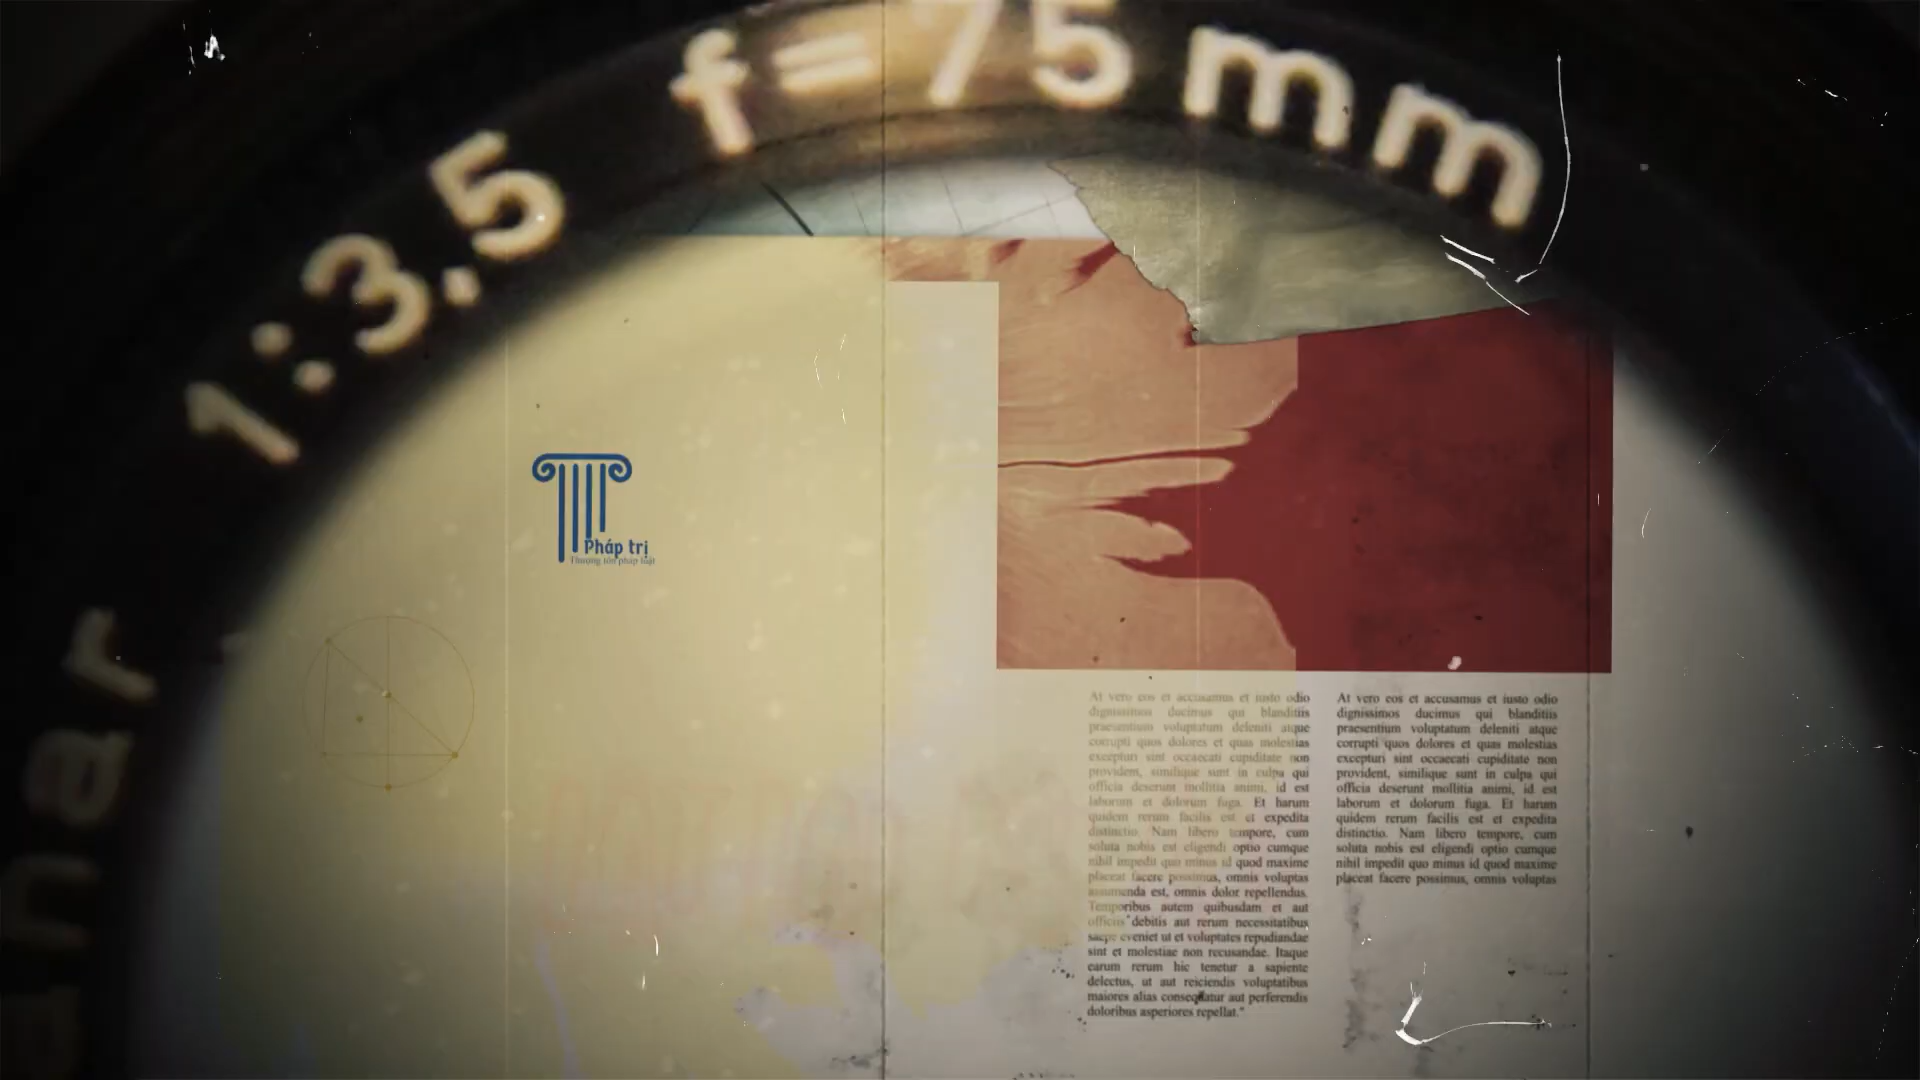 1:3,5 f=75mm
Pháp trị
Thượng tôn pháp luật
At vero eos et accusamus et iusto odio
dignissimos ducimus qui blanditiis
praesentium voluptatum deleniti atque
corrupti quos dolores et quas molestias
excepturi sint occaecati cupiditate non
provident, similique sunt in culpa qui
officia deserunt mollitia animi, id est
laborum et dolorum fuga. Et harum
quidem rerum facilis est et expedita
distinctio. Nam libero tempore, cum
soluta nobis est eligendi optio cumque
nihil impedit quo minus id quod maxime
placeat facere possimus, omnis voluptas
assumenda est, omnis dolor repellendus.
Temporibus autem quibusdam et aut
officiis debitis aut rerum necessitatibus
saepe eveniet ut et voluptates repudiandae
sint et molestiae non recusandae. Itaque
earum rerum hic tenetur a sapiente
delectus, ut aut reiciendis voluptatibus
maiores alias consequatur aut perferendis
doloribus asperiores repellat."
At vero eos et accusamus et iusto odio
dignissimos ducimus qui blanditiis
praesentium voluptatum deleniti atque
corrupti quos dolores et quas molestias
excepturi sint occaecati cupiditate non
provident, similique sunt in culpa qui
officia deserunt mollitia animi, id est
laborum et dolorum fuga. Et harum
quidem rerum facilis est et expedita
distinctio. Nam libero tempore, cum
soluta nobis est eligendi optio cumque
nihil impedit quo minus id quod maxime
placeat facere possimus, omnis voluptas